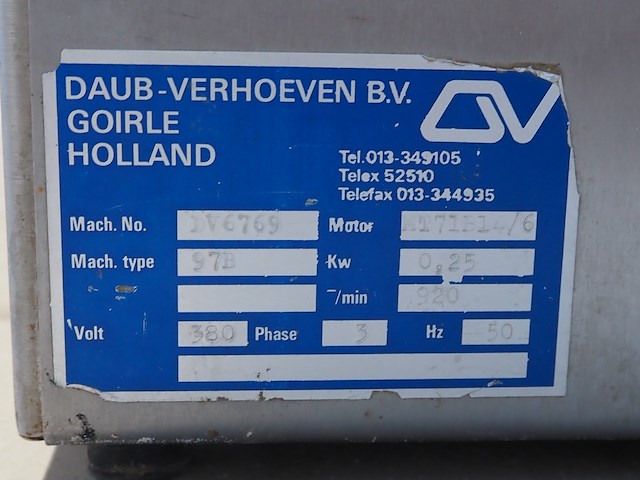 DAUB-VERHOEVEN B.V.
GOIRLE
HOLLAND
Tel. 013-349105
Telex 52510
Telefax 013-344935
Mach. No. DV6769 Motor
Mach. type 97B Kw 0,25
⁻/min 920
Volt 380 Phase 3 Hz 50